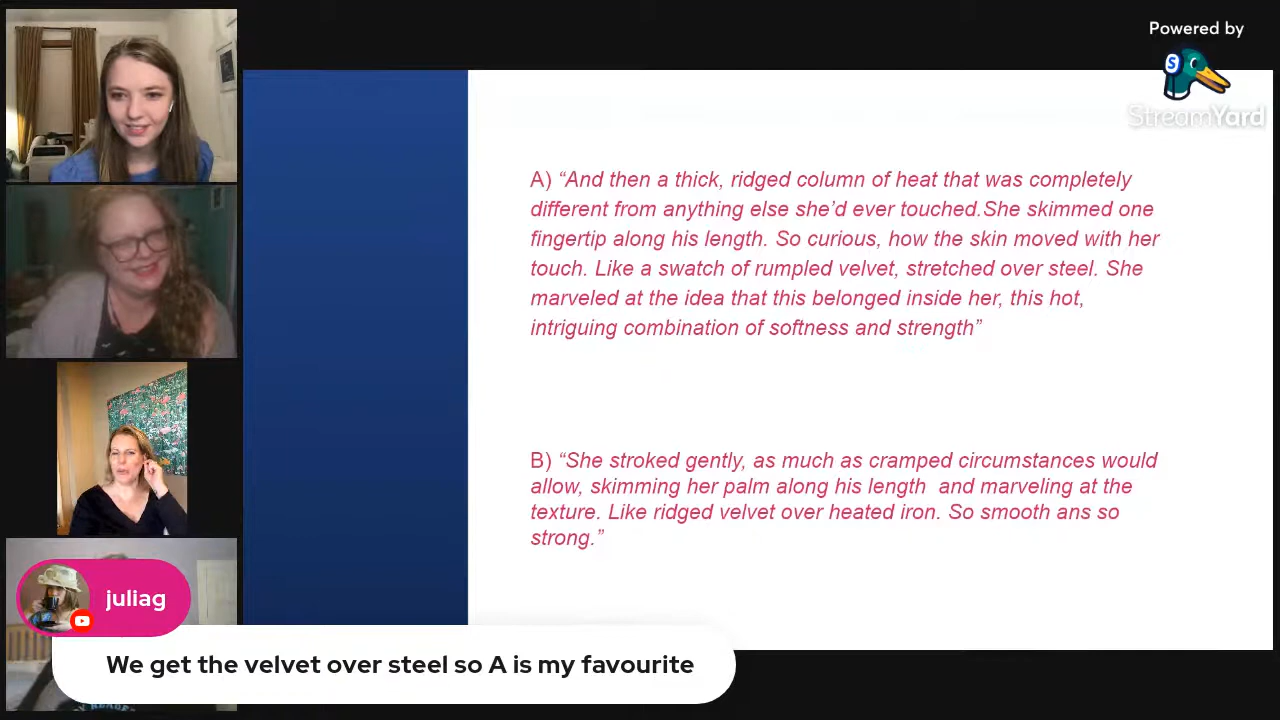 Powered by
S
StreamYard
A) “And then a thick, ridged column of heat that was completely
different from anything else she’d ever touched.She skimmed one
fingertip along his length. So curious, how the skin moved with her
touch. Like a swatch of rumpled velvet, stretched over steel. She
marveled at the idea that this belonged inside her, this hot,
intriguing combination of softness and strength”
B) “She stroked gently, as much as cramped circumstances would
allow, skimming her palm along his length and marveling at the
texture. Like ridged velvet over heated iron. So smooth ans so
strong.”
juliag
We get the velvet over steel so A is my favourite